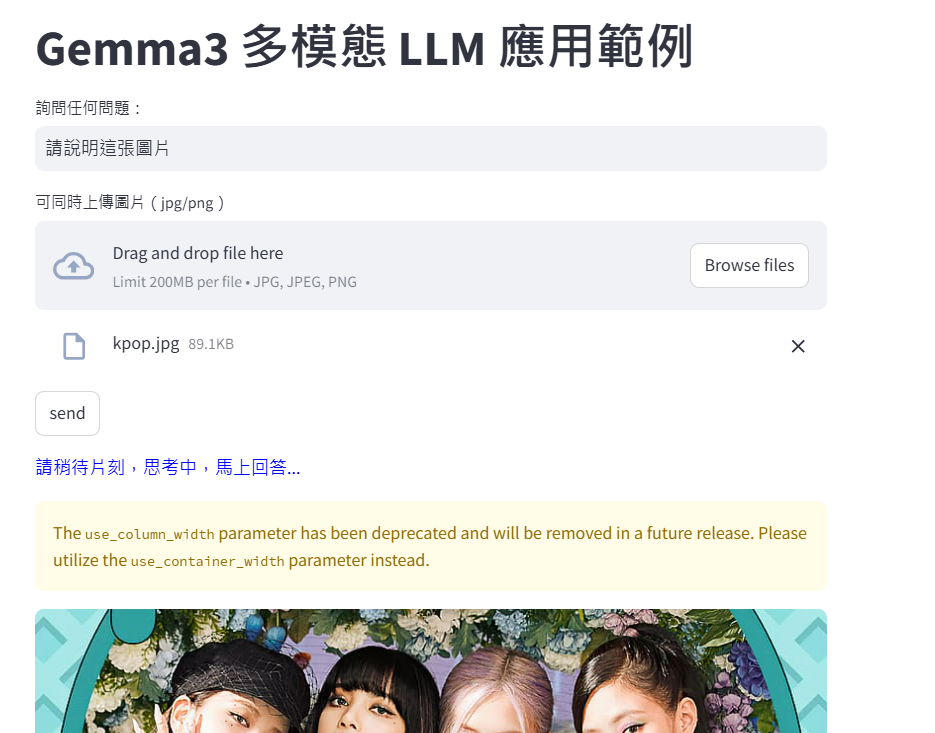 Gemma3 多模態 LLM 應用範例
詢問任何問題：
請說明這張圖片
可同時上傳圖片（jpg/png）
Drag and drop file here
Limit 200MB per file • JPG, JPEG, PNG
Browse files
kpop.jpg 89.1KB
send
請稍待片刻，思考中，馬上回答...
The use_column_width parameter has been deprecated and will be removed in a future release. Please
utilize the use_container_width parameter instead.